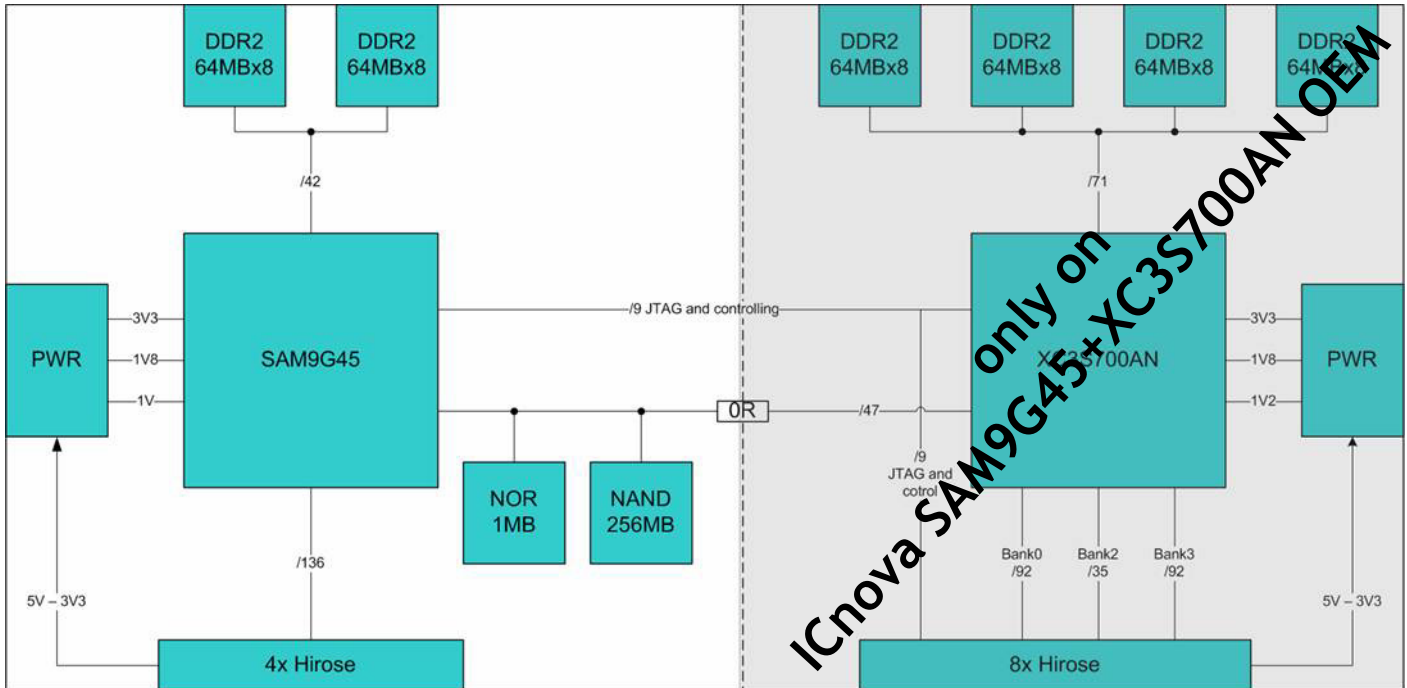 DDR2
64MBx8
DDR2
64MBx8
DDR2
64MBx8
DDR2
64MBx8
DDR2
64MBx8
DDR2
64MBx8
/42
/71
PWR
3V3
1V8
1V
SAM9G45
/9 JTAG and controlling
XC3S700AN
3V3
1V8
1V2
PWR
0R
/47
NOR
1MB
NAND
256MB
/9
JTAG and
cotrol
/136
Bank0
/92
Bank2
/35
Bank3
/92
5V – 3V3
5V – 3V3
4x Hirose
8x Hirose
only on
ICnova SAM9G45+XC3S700AN OEM